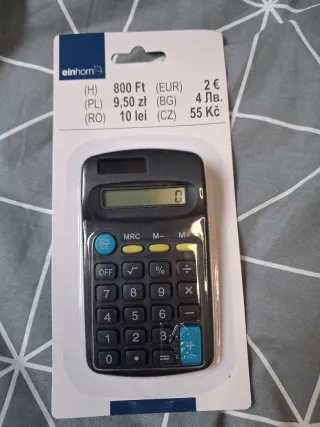 einhorn
(H) 800 Ft (EUR) 2 €
(PL) 9,50 zł (BG) 4 Лв.
(RO) 10 lei (CZ) 55 Kč
0
MRC M− M+
OFF √ % ÷
7 8 9 ×
4 5 6 −
1 2 3 +
0 •